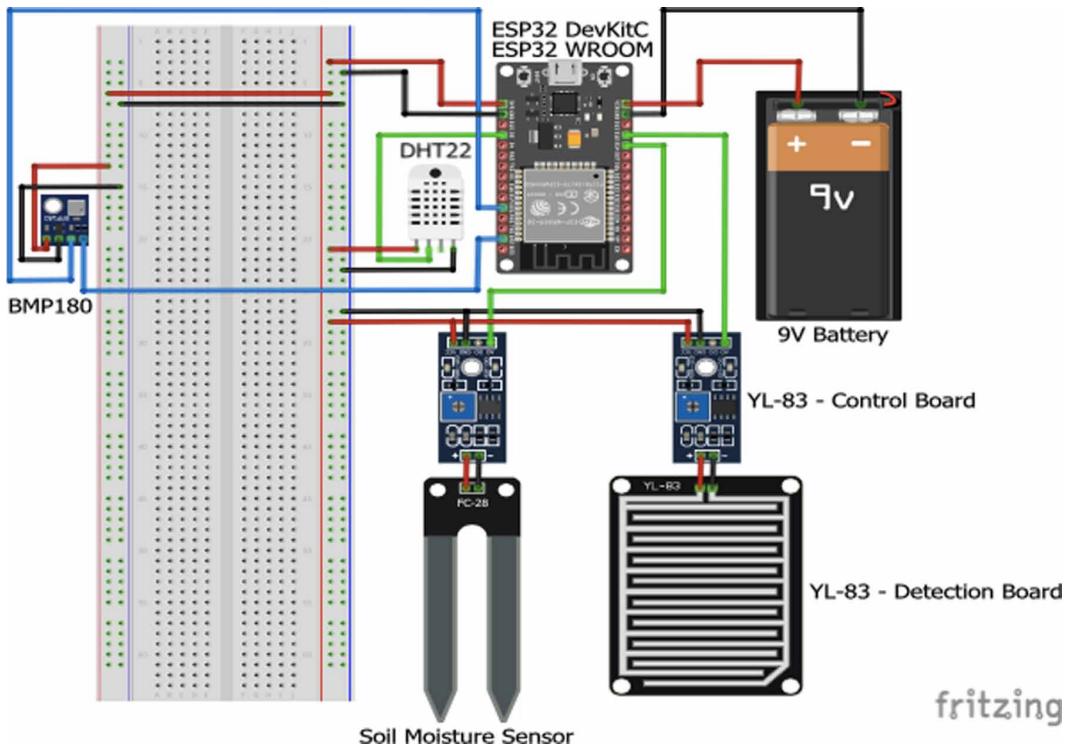 ESP32 DevKitC
ESP32 WROOM
DHT22
+ −
9v
BMP180
9V Battery
YL-83 - Control Board
+ -
+ -
FC-28
YL-83
YL-83 - Detection Board
Soil Moisture Sensor
fritzing